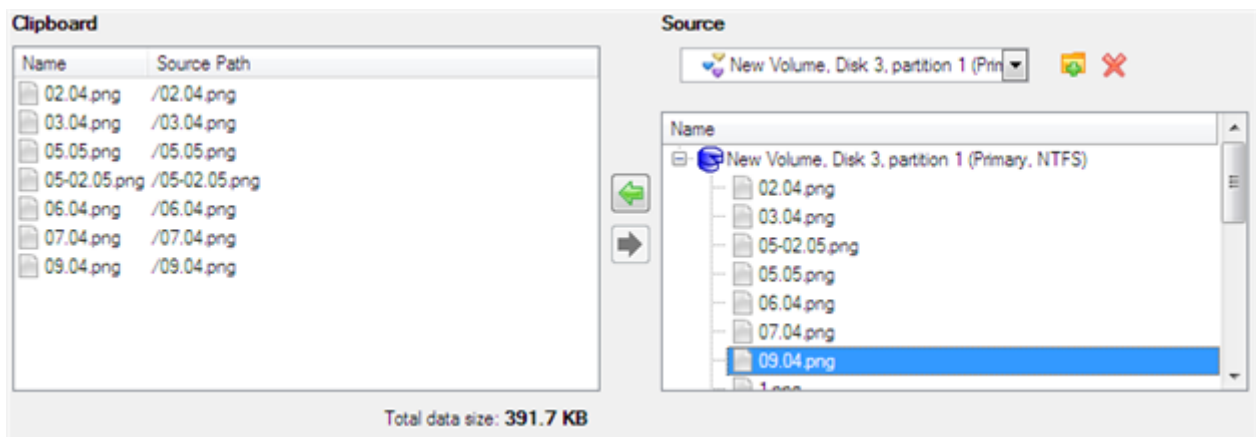 Clipboard
Name Source Path
02.04.png /02.04.png
03.04.png /03.04.png
05.05.png /05.05.png
05-02.05.png /05-02.05.png
06.04.png /06.04.png
07.04.png /07.04.png
09.04.png /09.04.png
Total data size: 391.7 KB
Source
New Volume, Disk 3, partition 1 (Prin
Name
New Volume, Disk 3, partition 1 (Primary, NTFS)
02.04.png
03.04.png
05-02.05.png
05.05.png
06.04.png
07.04.png
09.04.png
1.png